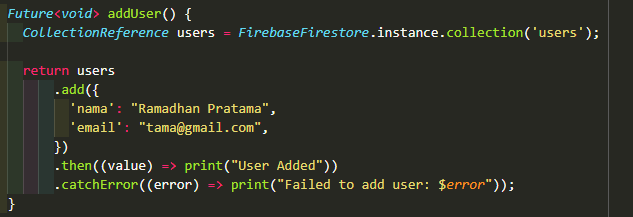 Future<void> addUser() {
  CollectionReference users = FirebaseFirestore.instance.collection('users');

  return users
      .add({
        'nama': "Ramadhan Pratama",
        'email': "tama@gmail.com",
      })
      .then((value) => print("User Added"))
      .catchError((error) => print("Failed to add user: $error"));
}